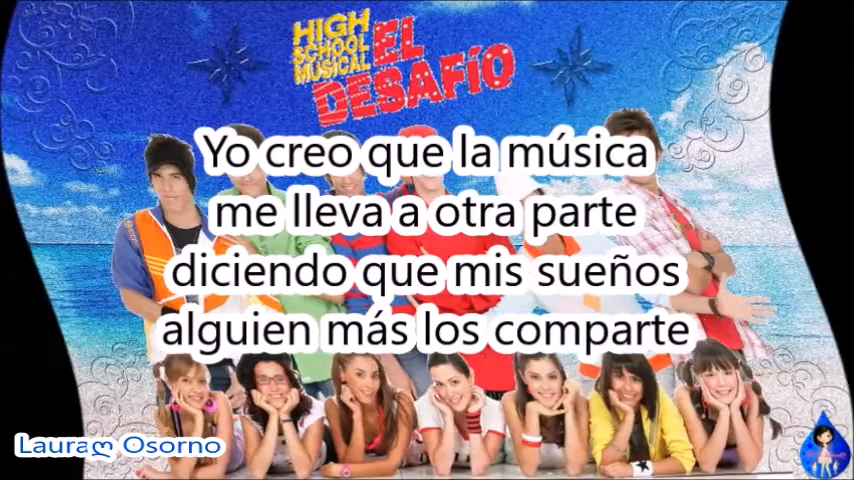 HIGH
SCHOOL
MUSICAL
EL
DESAFÍO
Yo creo que la música
me lleva a otra parte
diciendo que mis sueños
alguien más los comparte
Lauraღ Osorno